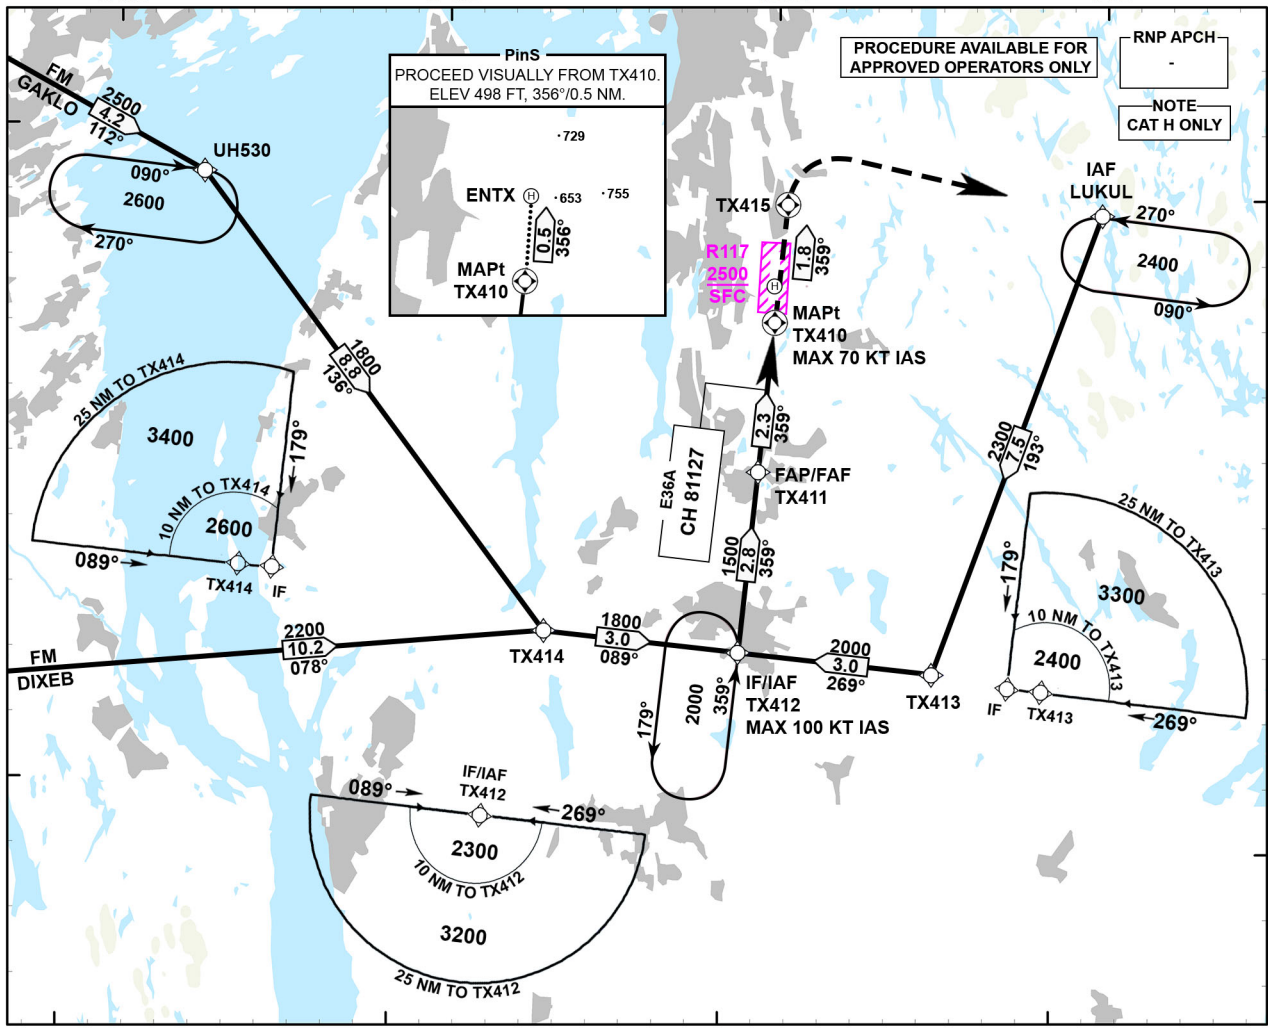 PinS
PROCEED VISUALLY FROM TX410.
ELEV 498 FT, 356°/0.5 NM.
729
ENTX
H
653
755
0.5
356°
MAPt
TX410
PROCEDURE AVAILABLE FOR
APPROVED OPERATORS ONLY
RNP APCH
-
NOTE
CAT H ONLY
FM
GAKLO
2500
4.2
112°
UH530
090°
2600
270°
1800
8.8
136°
IAF
LUKUL
270°
2400
090°
TX415
1.8
359°
R117
2500
SFC
H
MAPt
TX410
MAX 70 KT IAS
2.3
359°
E36A
CH 81127
FAP/FAF
TX411
1500
2.8
359°
2300
7.5
193°
25 NM TO TX414
3400
179°
10 NM TO TX414
2600
089°
TX414
IF
25 NM TO TX413
179°
3300
10 NM TO TX413
2400
IF
TX413
269°
FM
DIXEB
2200
10.2
078°
TX414
1800
3.0
089°
2000
3.0
269°
TX413
IF/IAF
TX412
MAX 100 KT IAS
179°
2000
359°
089°
IF/IAF
TX412
269°
2300
10 NM TO TX412
3200
25 NM TO TX412